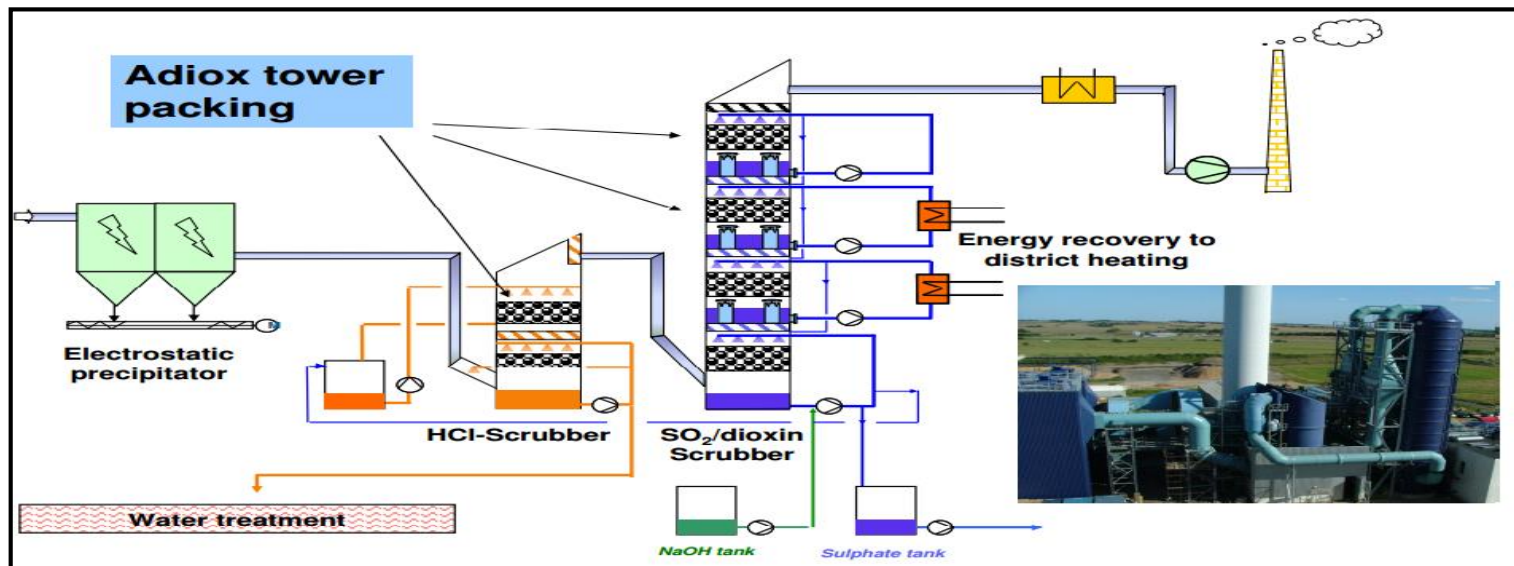 Adiox tower
packing
Energy recovery to
district heating
Electrostatic
precipitator
HCl-Scrubber
SO₂/dioxin
Scrubber
Water treatment
NaOH tank
Sulphate tank